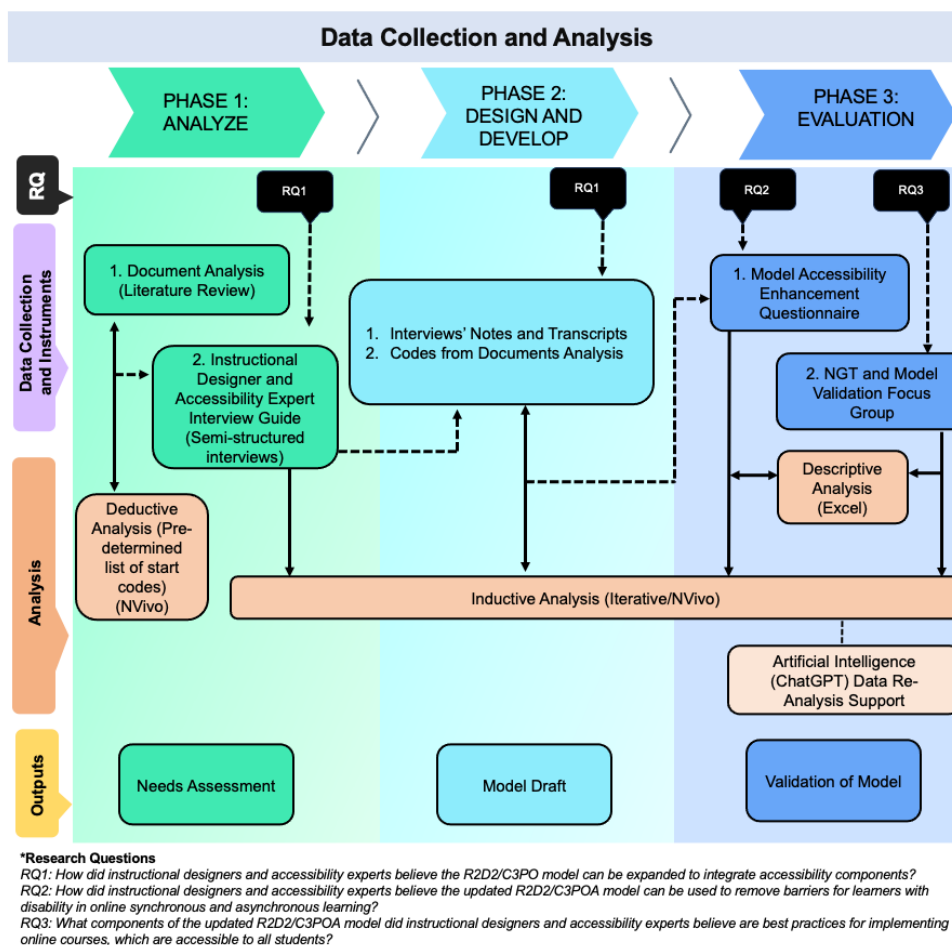 Data Collection and Analysis
PHASE 1:
ANALYZE
PHASE 2:
DESIGN AND
DEVELOP
PHASE 3:
EVALUATION
RQ
RQ1
RQ1
RQ2
RQ3
Data Collection
and Instruments
1. Document Analysis
(Literature Review)
2. Instructional
Designer and
Accessibility Expert
Interview Guide
(Semi-structured
interviews)
1. Interviews' Notes and Transcripts
2. Codes from Documents Analysis
1. Model Accessibility
Enhancement
Questionnaire
2. NGT and Model
Validation Focus
Group
Analysis
Deductive
Analysis (Pre-
determined
list of start
codes)
(NVivo)
Descriptive
Analysis
(Excel)
Inductive Analysis (Iterative/NVivo)
Artificial Intelligence
(ChatGPT) Data Re-
Analysis Support
Outputs
Needs Assessment
Model Draft
Validation of Model
*Research Questions
RQ1: How did instructional designers and accessibility experts believe the R2D2/C3PO model can be expanded to integrate accessibility components?
RQ2: How did instructional designers and accessibility experts believe the updated R2D2/C3POA model can be used to remove barriers for learners with
disability in online synchronous and asynchronous learning?
RQ3: What components of the updated R2D2/C3POA model did instructional designers and accessibility experts believe are best practices for implementing
online courses, which are accessible to all students?